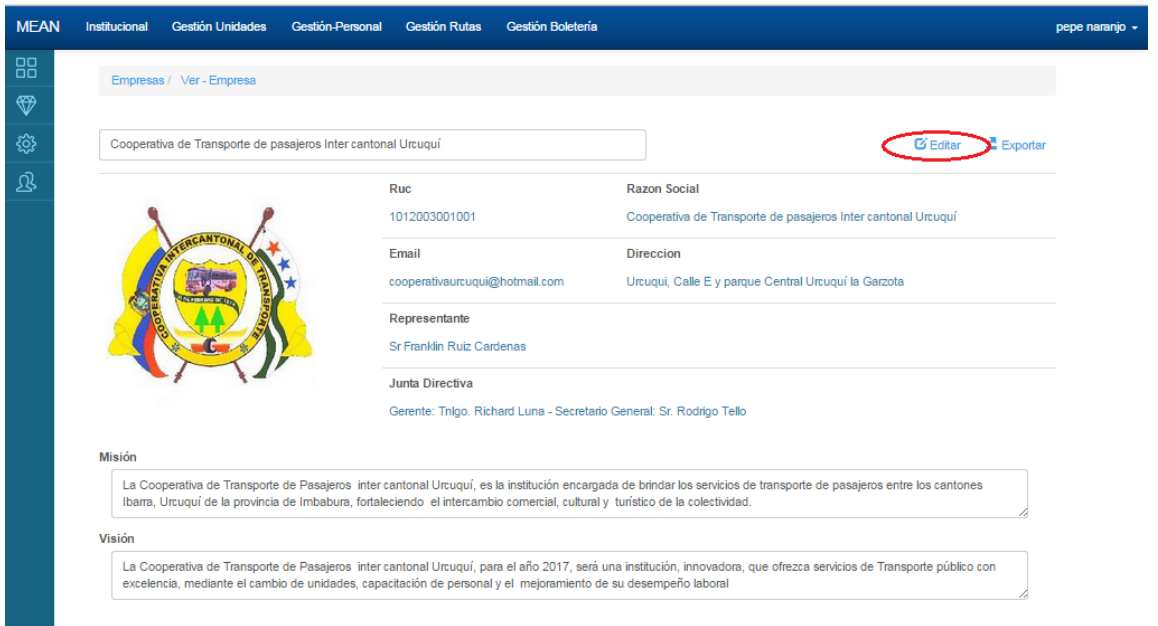 MEAN Institucional Gestión Unidades Gestión-Personal Gestión Rutas Gestión Boletería pepe naranjo
Empresas / Ver - Empresa
Cooperativa de Transporte de pasajeros Inter cantonal Urcuquí
Editar Exportar
Ruc Razon Social
1012003001001 Cooperativa de Transporte de pasajeros Inter cantonal Urcuquí
Email Direccion
cooperativaurcuqui@hotmail.com Urcuqui, Calle E y parque Central Urcuquí la Garzota
Representante
Sr Franklin Ruiz Cardenas
Junta Directiva
Gerente: Tnlgo. Richard Luna - Secretario General: Sr. Rodrigo Tello
COOPERATIVA INTERCANTONAL DE TRANSPORTE
Misión
La Cooperativa de Transporte de Pasajeros inter cantonal Urcuquí, es la institución encargada de brindar los servicios de transporte de pasajeros entre los cantones
Ibarra, Urcuquí de la provincia de Imbabura, fortaleciendo el intercambio comercial, cultural y turístico de la colectividad.
Visión
La Cooperativa de Transporte de Pasajeros inter cantonal Urcuquí, para el año 2017, será una institución, innovadora, que ofrezca servicios de Transporte público con
excelencia, mediante el cambio de unidades, capacitación de personal y el mejoramiento de su desempeño laboral